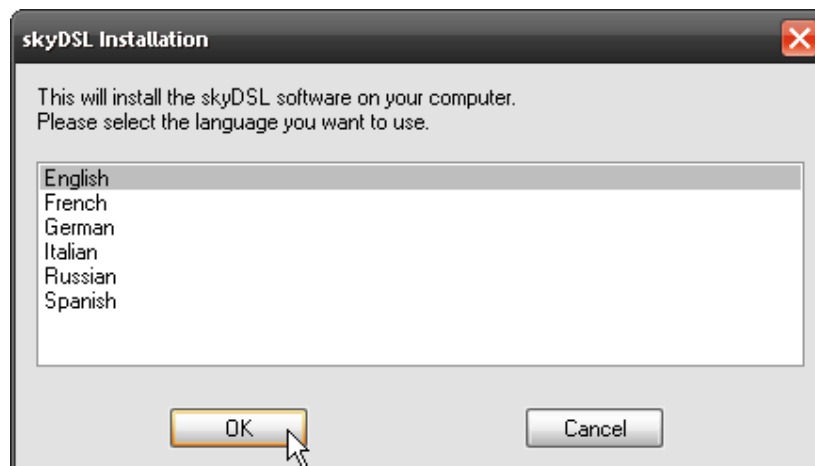 skyDSL Installation
This will install the skyDSL software on your computer.
Please select the language you want to use.
English
French
German
Italian
Russian
Spanish
OK
Cancel